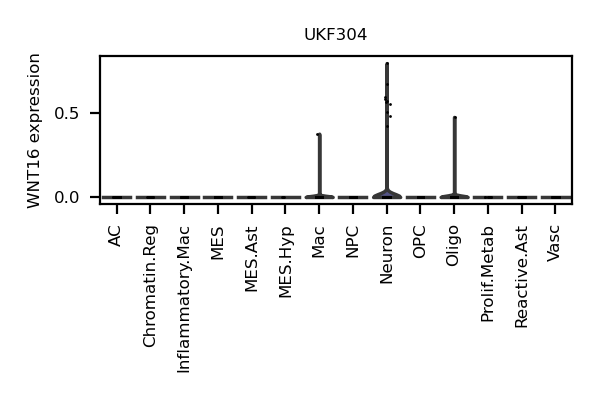 UKF304
WNT16 expression
0.5
0.0
AC
Chromatin.Reg
Inflammatory.Mac
MES
MES.Ast
MES.Hyp
Mac
NPC
Neuron
OPC
Oligo
Prolif.Metab
Reactive.Ast
Vasc